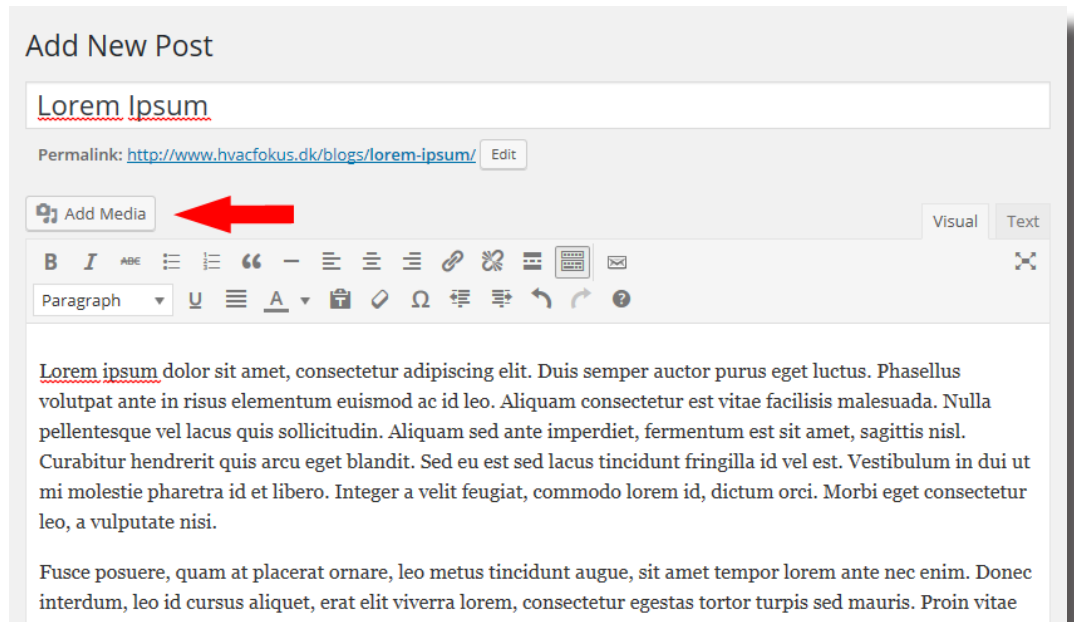 Add New Post
Lorem Ipsum
Permalink: http://www.hvacfokus.dk/blogs/lorem-ipsum/ Edit
Add Media
Visual Text
B I ABC
Paragraph U A Ω
Lorem ipsum dolor sit amet, consectetur adipiscing elit. Duis semper auctor purus eget luctus. Phasellus
volutpat ante in risus elementum euismod ac id leo. Aliquam consectetur est vitae facilisis malesuada. Nulla
pellentesque vel lacus quis sollicitudin. Aliquam sed ante imperdiet, fermentum est sit amet, sagittis nisl.
Curabitur hendrerit quis arcu eget blandit. Sed eu est sed lacus tincidunt fringilla id vel est. Vestibulum in dui ut
mi molestie pharetra id et libero. Integer a velit feugiat, commodo lorem id, dictum orci. Morbi eget consectetur
leo, a vulputate nisi.
Fusce posuere, quam at placerat ornare, leo metus tincidunt augue, sit amet tempor lorem ante nec enim. Donec
interdum, leo id cursus aliquet, erat elit viverra lorem, consectetur egestas tortor turpis sed mauris. Proin vitae